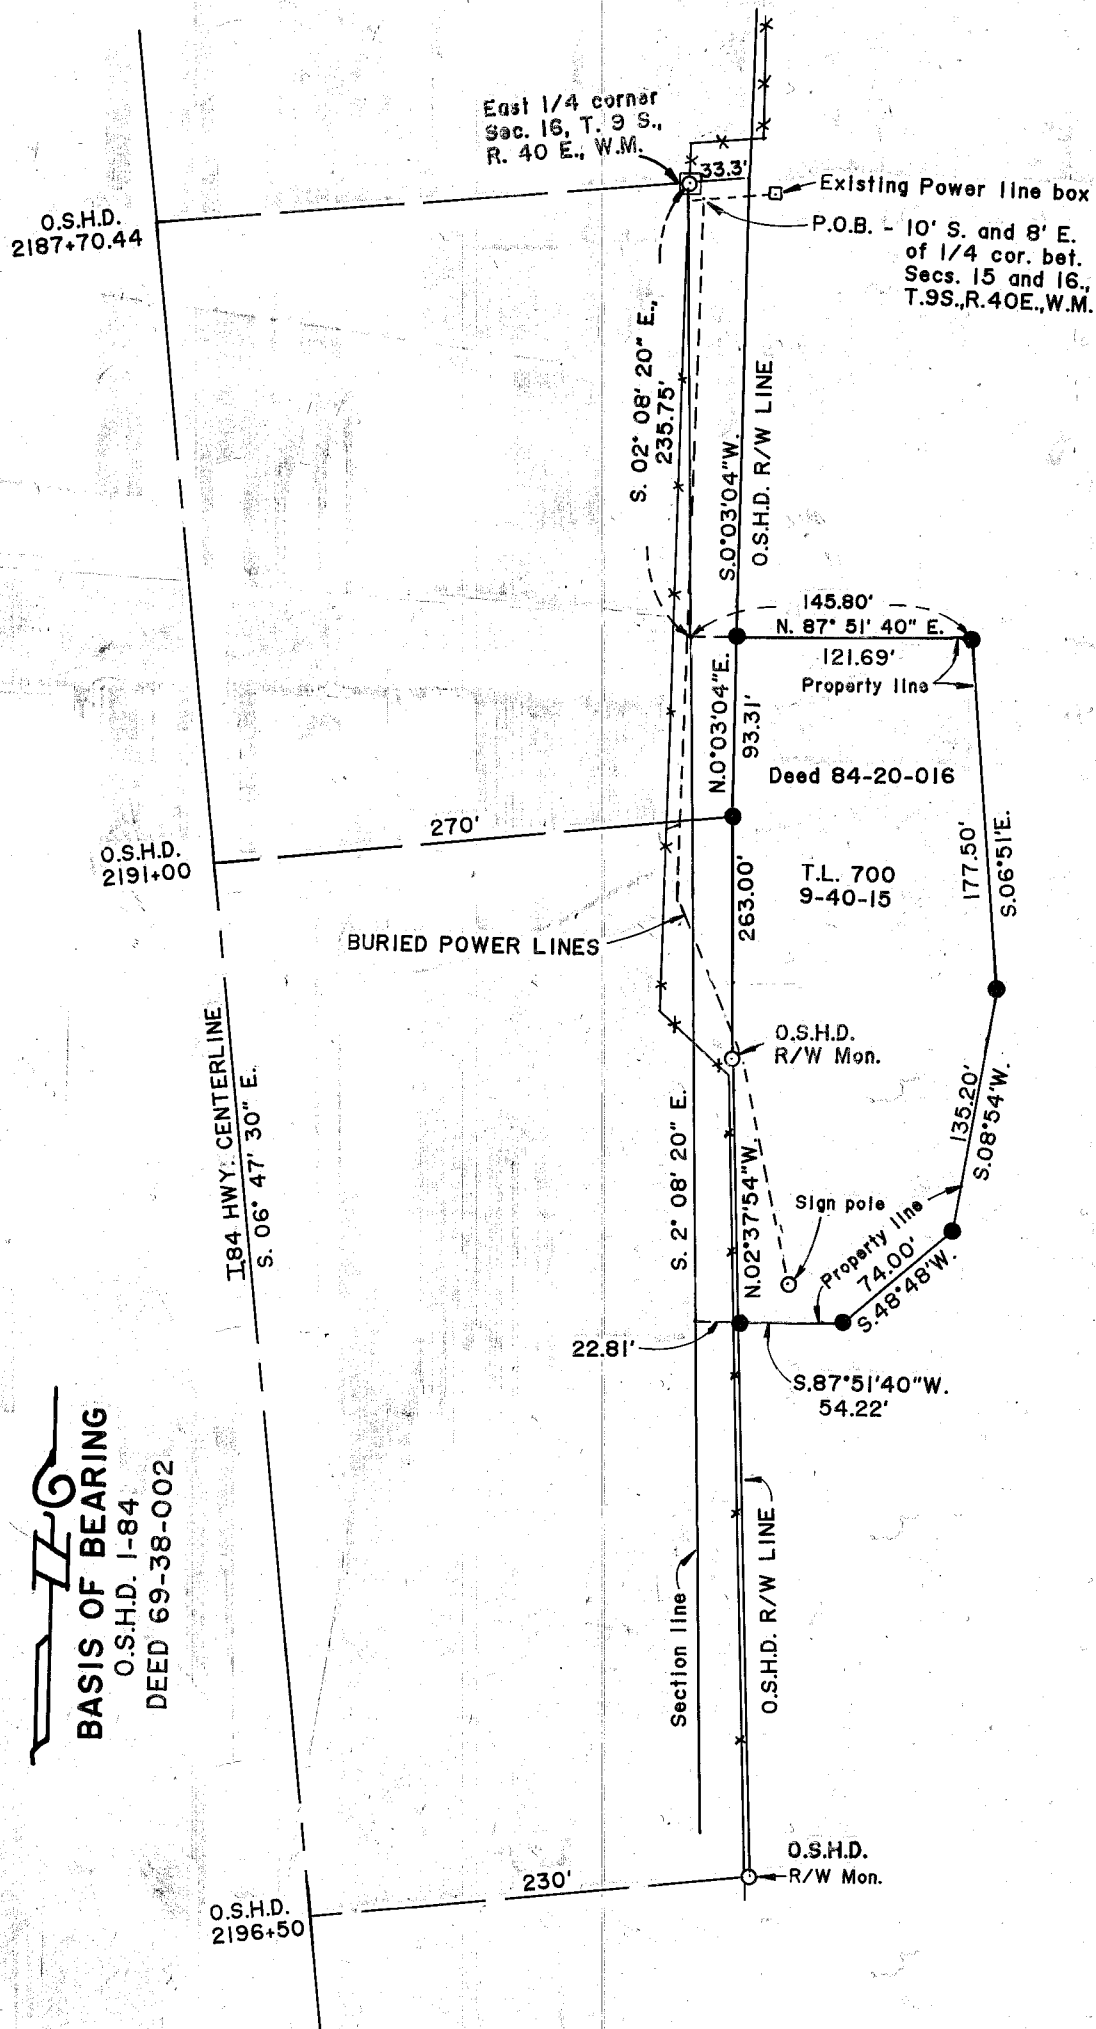 East 1/4 corner
Sec. 16, T. 9 S.,
R. 40 E., W.M.
33.3'
Existing Power line box
O.S.H.D.
2187+70.44
P.O.B. - 10' S. and 8' E.
of 1/4 cor. bet.
Secs. 15 and 16.,
T.9S.,R.40E.,W.M.
S. 02° 08' 20" E.,
235.75'
S.0°03'04"W.
O.S.H.D. R/W LINE
145.80'
N. 87° 51' 40" E.
121.69'
Property line
N.0°03'04"E.
93.31'
Deed 84-20-016
270'
O.S.H.D.
2191+00
T.L. 700
9-40-15
177.50'
S.06°51'E.
263.00'
BURIED POWER LINES
O.S.H.D.
R/W Mon.
I84 HWY. CENTERLINE
S. 06° 47' 30" E.
S. 2° 08' 20" E.
N.02°37'54"W.
135.20'
S.08°54'W.
Sign pole
Property line
74.00'
S.48°48'W.
22.81'
S.87°51'40"W.
54.22'
BASIS OF BEARING
O.S.H.D. I-84
DEED 69-38-002
Section line
O.S.H.D. R/W LINE
O.S.H.D.
R/W Mon.
230'
O.S.H.D.
2196+50